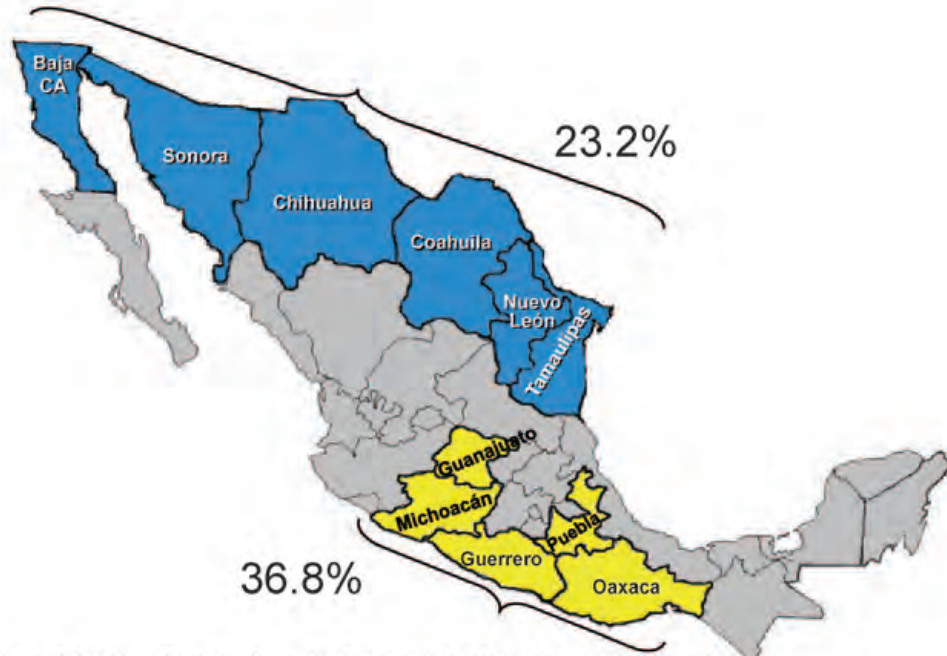 Baja
CA
Sonora
23.2%
Chihuahua
Coahuila
Nuevo
León
Tamaulipas
Guanajuato
Michoacán
Puebla
Guerrero
36.8%
Oaxaca